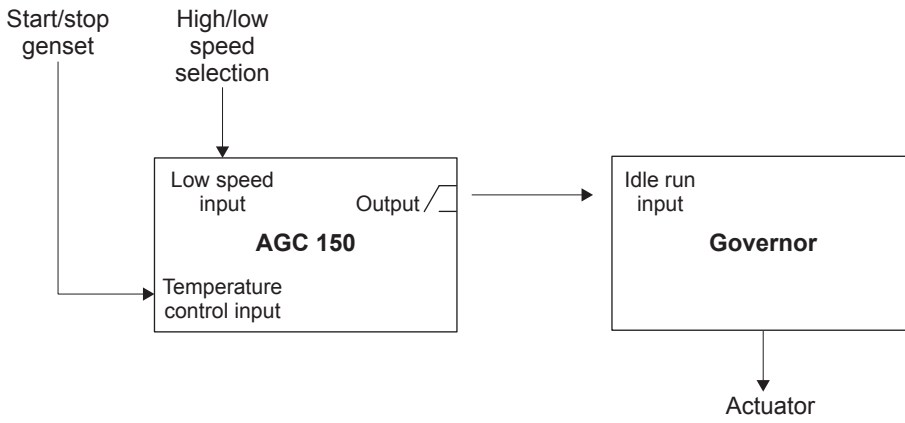 Start/stop
genset
High/low
speed
selection
Low speed
input
Output
AGC 150
Temperature
control input
Idle run
input
Governor
Actuator